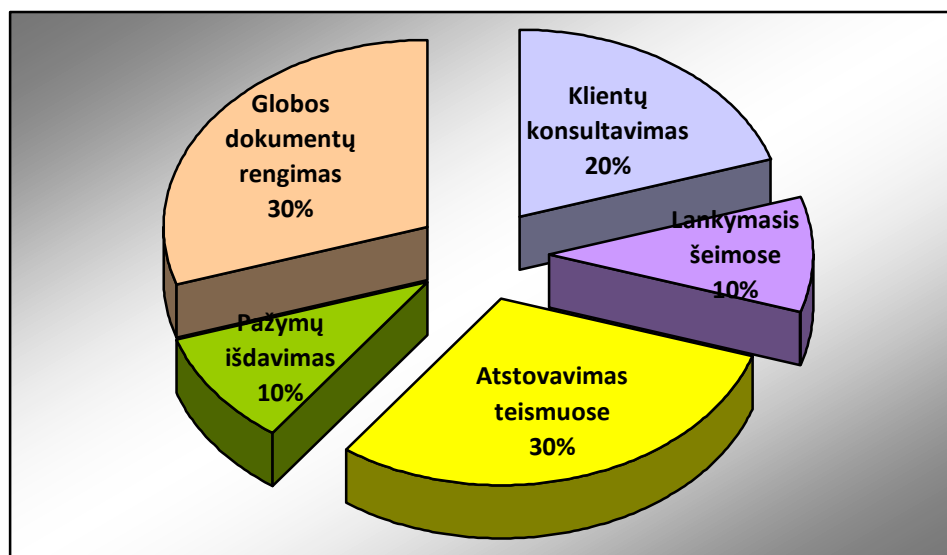 Globos
dokumentų
rengimas
30%
Klientų
konsultavimas
20%
Lankymasis
šeimose
10%
Pažymų
išdavimas
10%
Atstovavimas
teismuose
30%